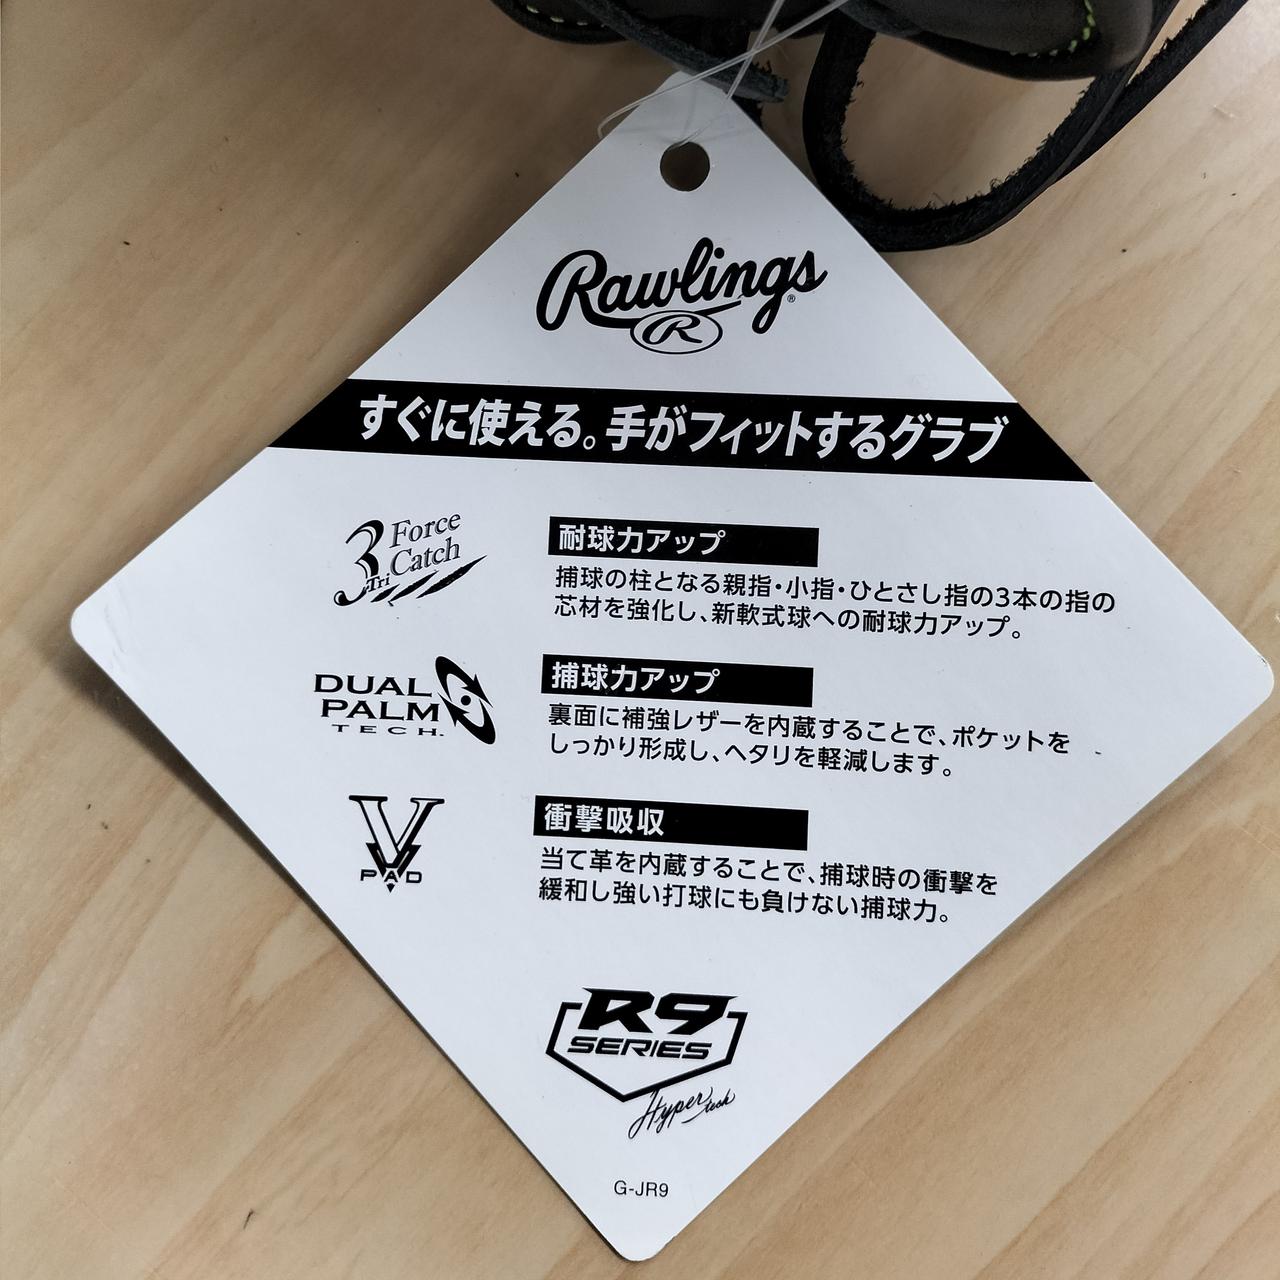 Rawlings®
R
すぐに使える。手がフィットするグラブ
3 Force
Tri Catch
耐球力アップ
捕球の柱となる親指・小指・ひとさし指の3本の指の
芯材を強化し、新軟式球への耐球力アップ。
DUAL
PALM
TECH.
捕球力アップ
裏面に補強レザーを内蔵することで、ポケットを
しっかり形成し、ヘタリを軽減します。
V
PAD
衝撃吸収
当て革を内蔵することで、捕球時の衝撃を
緩和し強い打球にも負けない捕球力。
R9
SERIES
Hyper tech
G-JR9